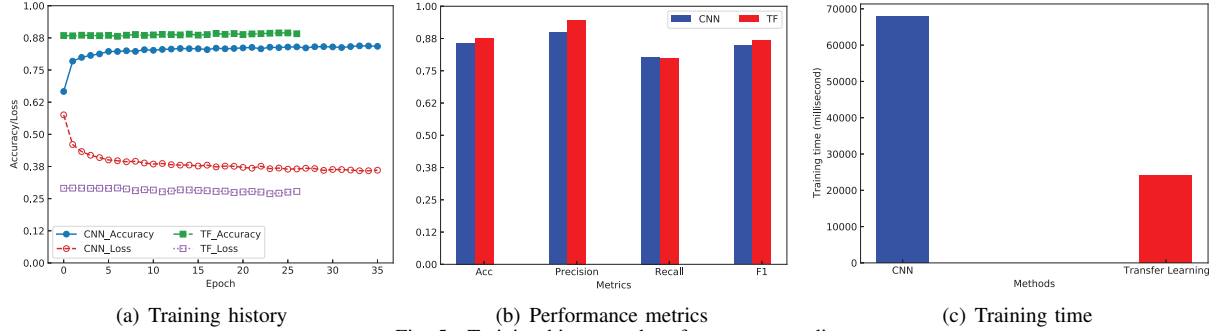 1.00
0.88
0.75
0.62
0.50
0.38
0.25
0.12
0.00
Accuracy/Loss
CNN_Accuracy
CNN_Loss
TF_Accuracy
TF_Loss
0 5 10 15 20 25 30 35
Epoch
(a) Training history
1.00
0.88
0.75
0.62
0.50
0.38
0.25
0.12
0.00
CNN TF
Acc Precision Recall F1
Metrics
(b) Performance metrics
70000
60000
50000
40000
30000
20000
10000
0
Training time (millisecond)
CNN Transfer Learning
Methods
(c) Training time